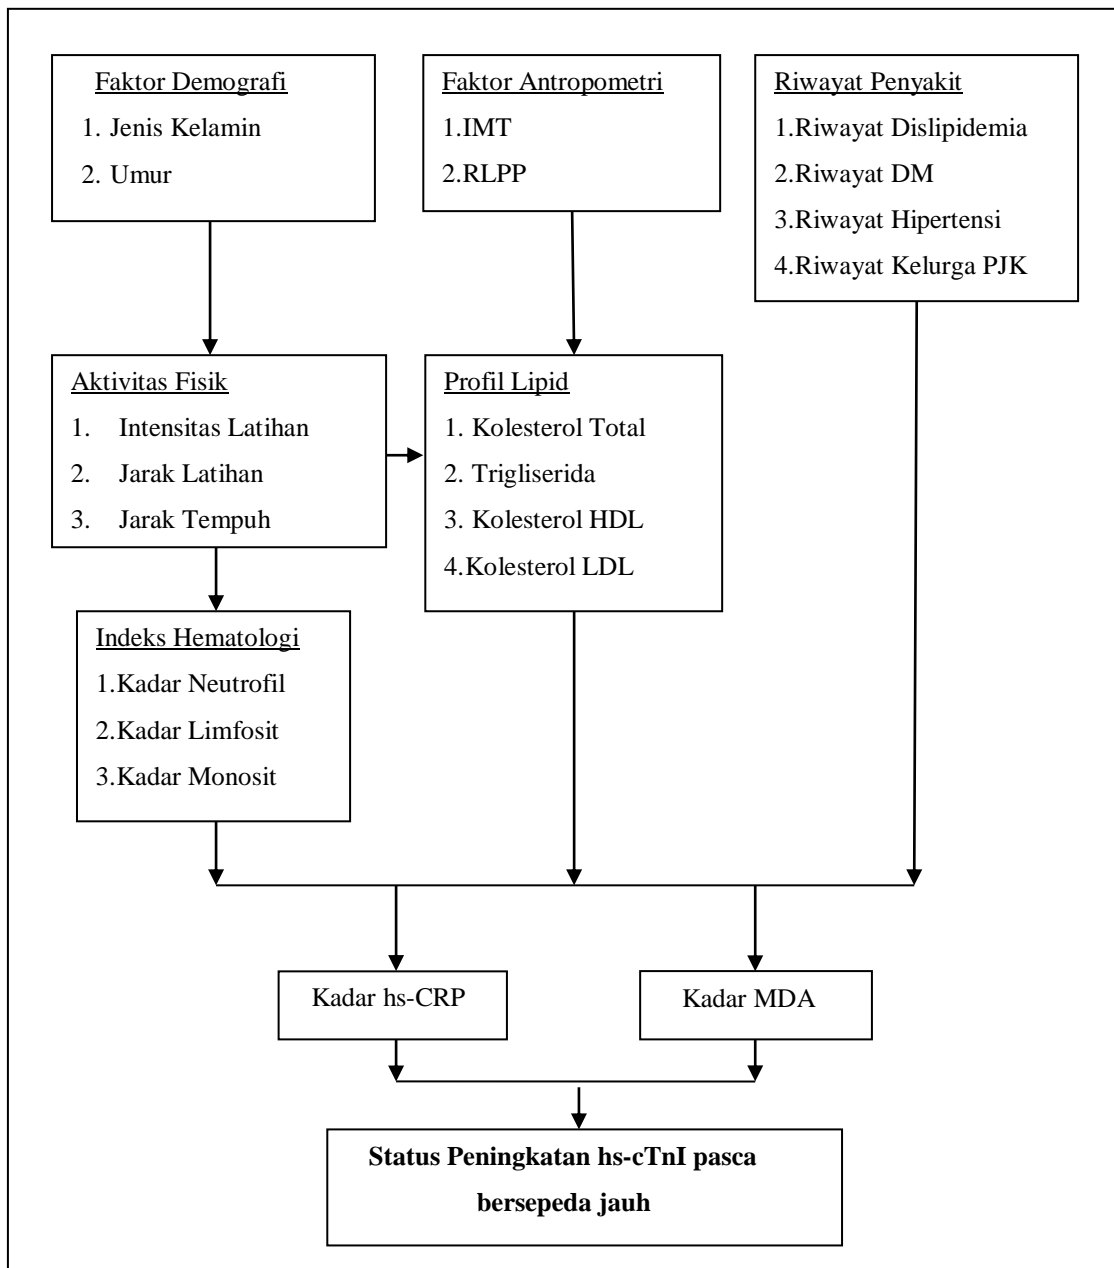 Faktor Demografi
1. Jenis Kelamin
2. Umur
Faktor Antropometri
1.IMT
2.RLPP
Riwayat Penyakit
1.Riwayat Dislipidemia
2.Riwayat DM
3.Riwayat Hipertensi
4.Riwayat Kelurga PJK
Aktivitas Fisik
1. Intensitas Latihan
2. Jarak Latihan
3. Jarak Tempuh
Profil Lipid
1. Kolesterol Total
2. Trigliserida
3. Kolesterol HDL
4.Kolesterol LDL
Indeks Hematologi
1.Kadar Neutrofil
2.Kadar Limfosit
3.Kadar Monosit
Kadar hs-CRP
Kadar MDA
Status Peningkatan hs-cTnI pasca
bersepeda jauh